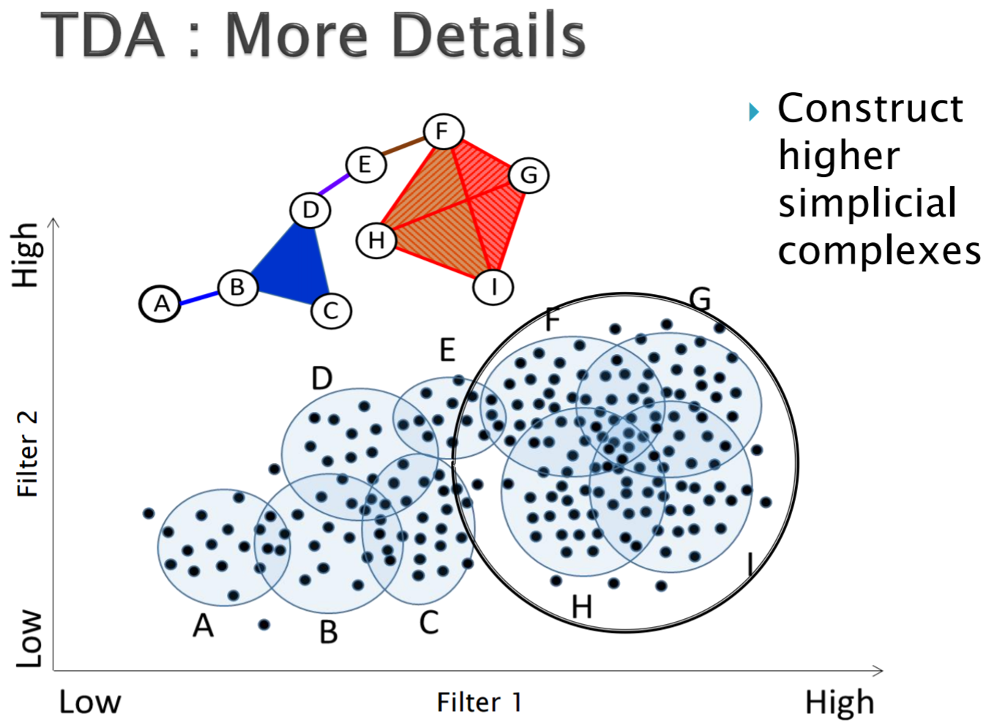 TDA : More Details
Construct
higher
simplicial
complexes
F
E
G
D
H
B
I
A
C
High
Filter 2
Low
G
F
E
D
I
H
C
A
B
Low
Filter 1
High